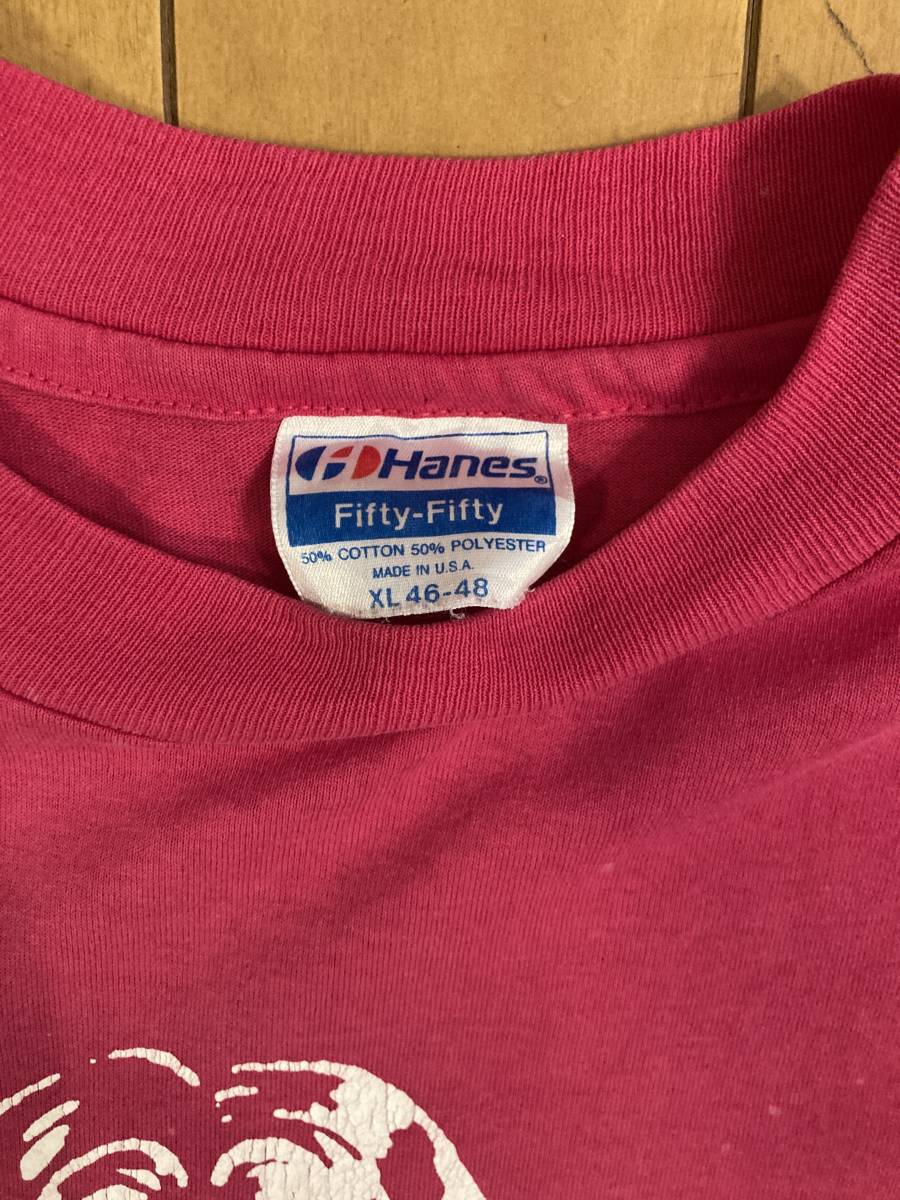 Hanes®
Fifty-Fifty
50% COTTON 50% POLYESTER
MADE IN U.S.A.
XL 46-48